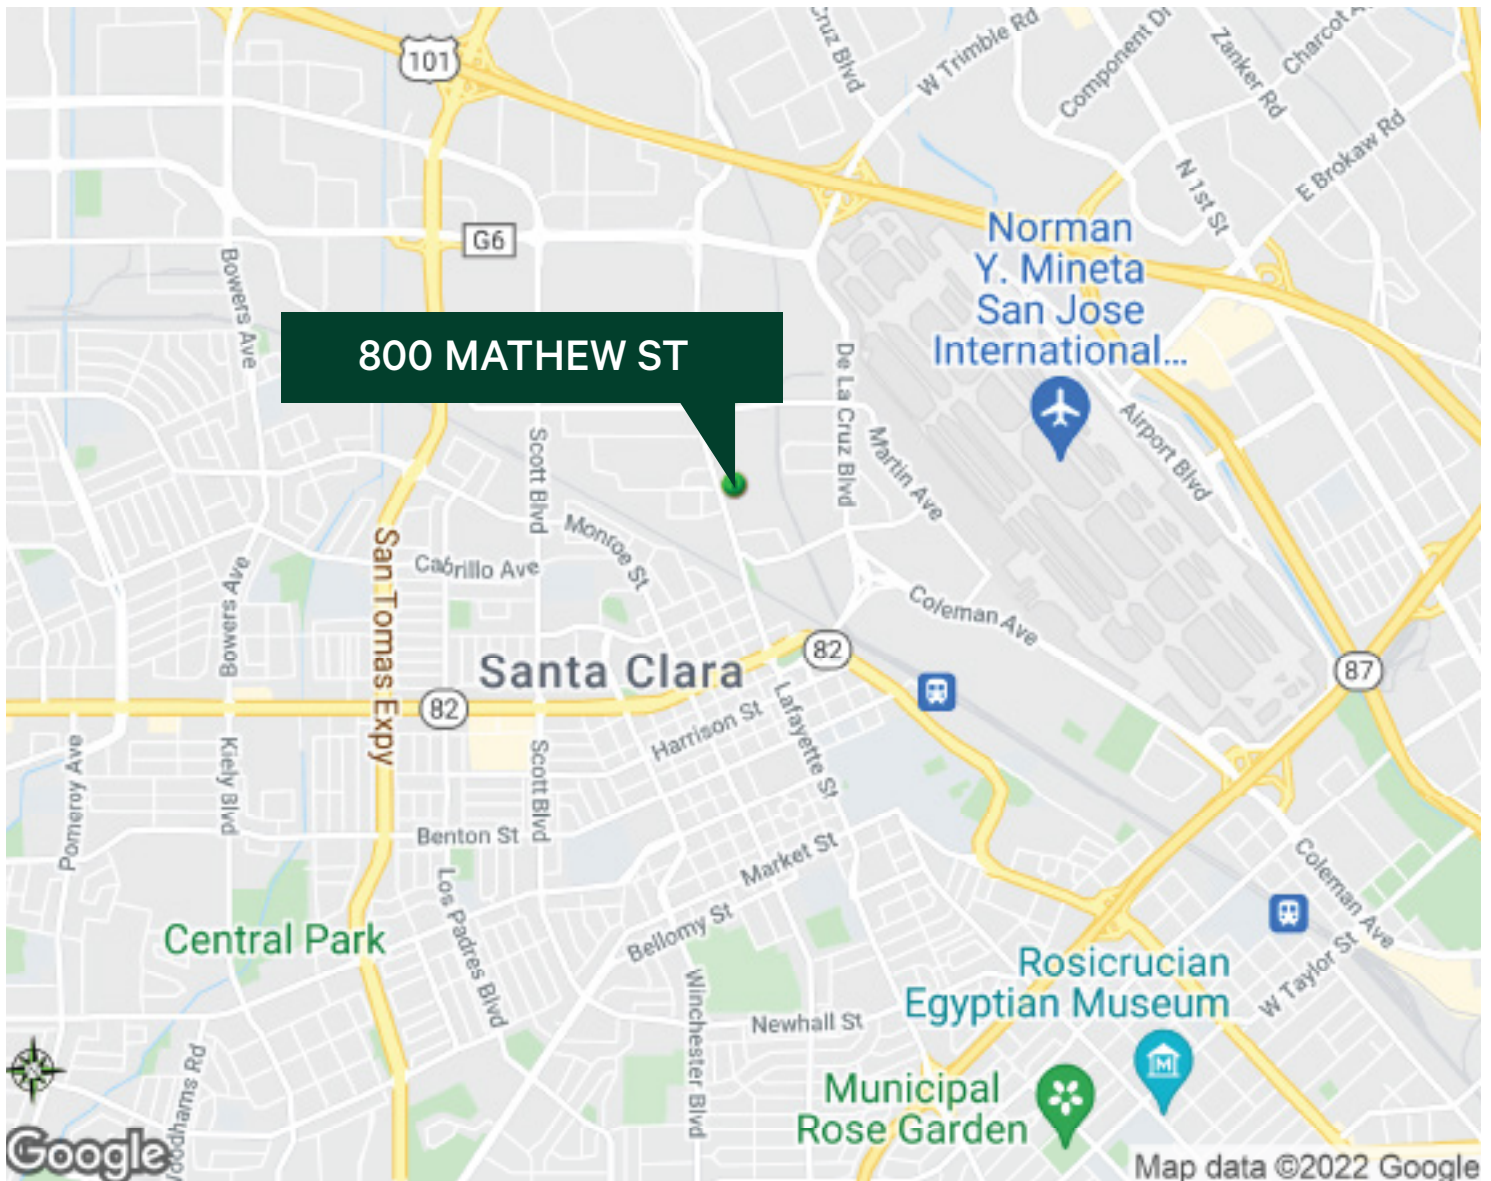 Cruz Blvd
W Trimble Rd
Component Dr
Zanker Rd
Charcot A
101
N 1st St
E Brokaw Rd
G6
Norman
Y. Mineta
San Jose
International...
Bowers Ave
800 MATHEW ST
De La Cruz Blvd
Martin Ave
Airport Blvd
Scott Blvd
Monroe St
Cabrillo Ave
San Tomas Expy
Bowers Ave
Coleman Ave
Santa Clara
82
87
82
Lafayette St
Harrison St
Pomeroy Ave
Kiely Blvd
Scott Blvd
Benton St
Market St
Coleman Ave
Los Padres Blvd
Bellomy St
Central Park
Winchester Blvd
W Taylor St
Rosicrucian
Egyptian Museum
Newhall St
Municipal
Rose Garden
oodhams Rd
Google
Map data ©2022 Google